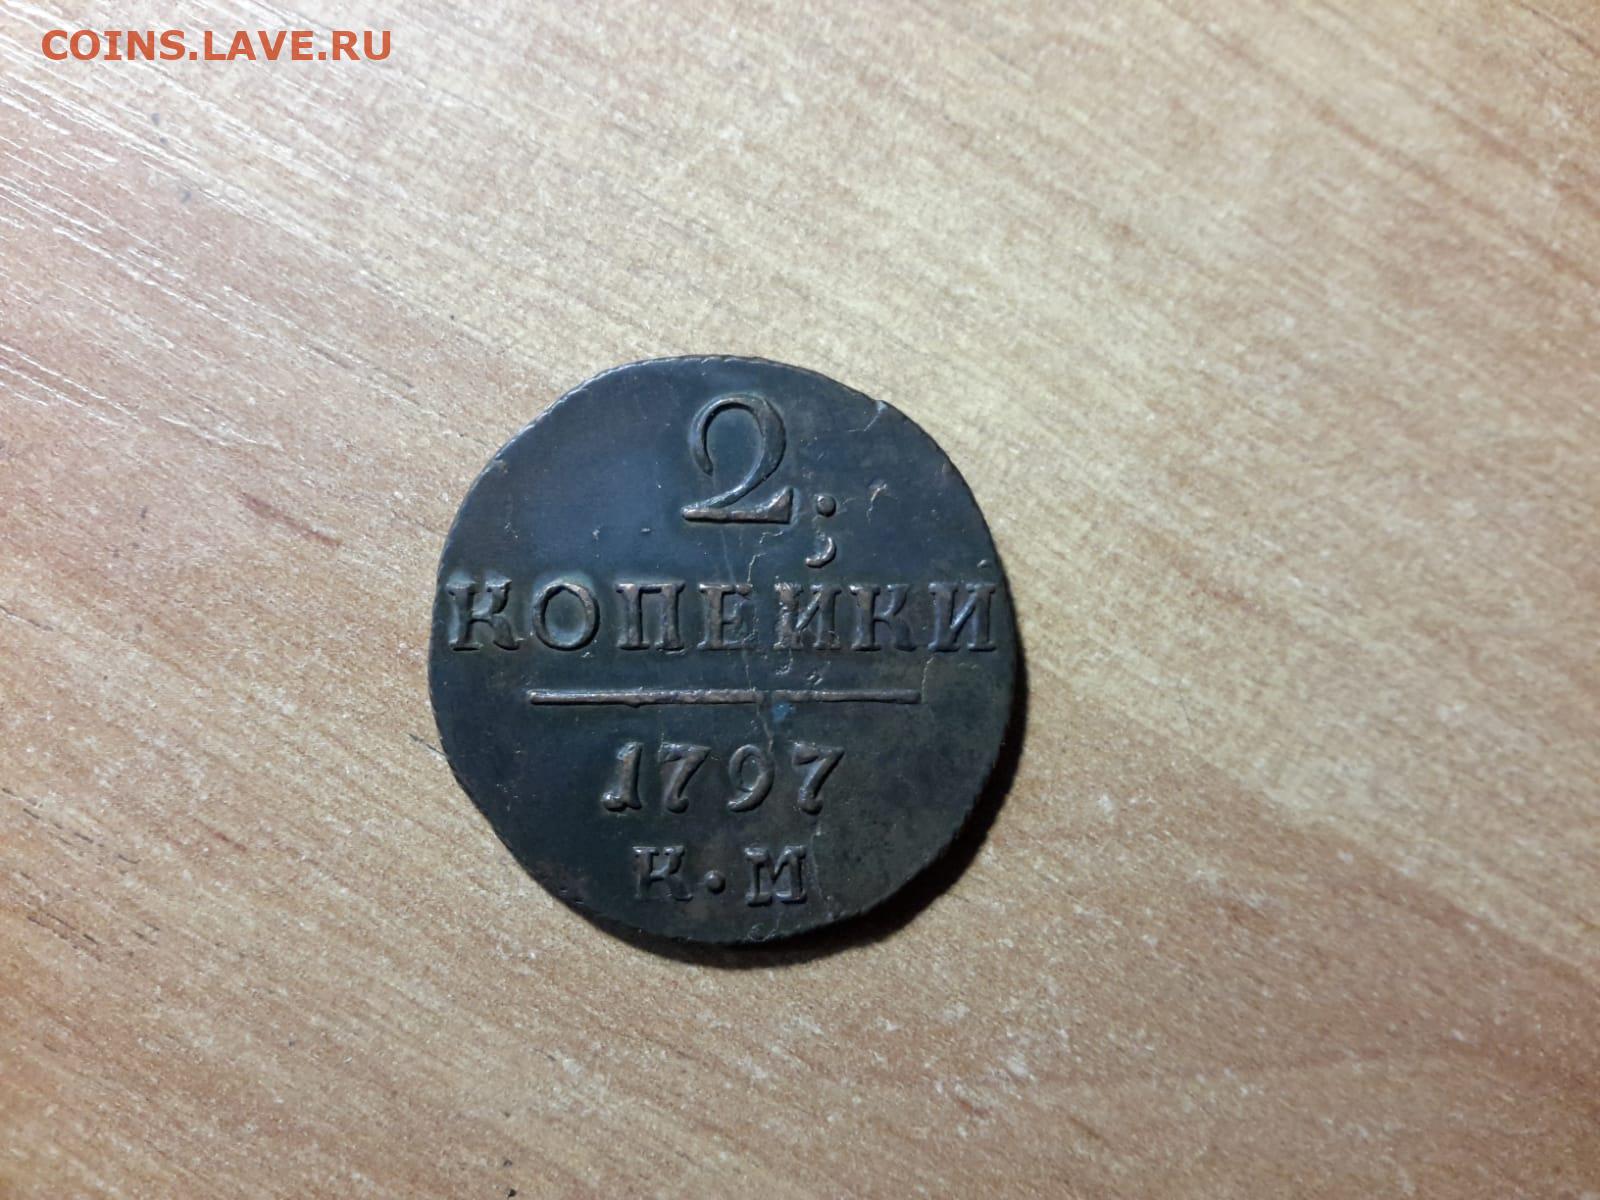 COINS.LAVE.RU
2;
КОПЕЙКИ
1797
К·М